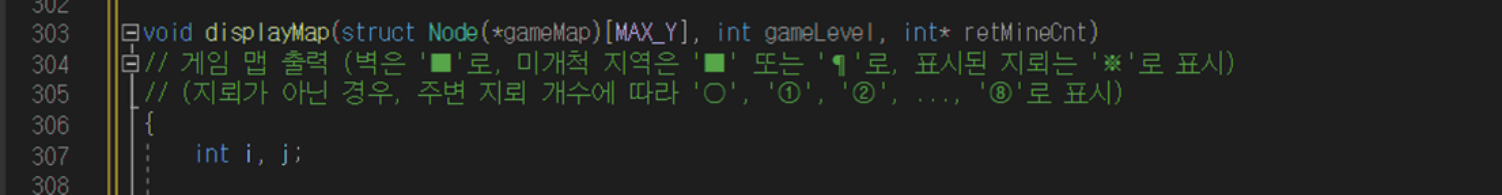 302
303 void displayMap(struct Node(*gameMap)[MAX_Y], int gameLevel, int* retMineCnt)
304 // 게임 맵 출력 (벽은 '■'로, 미개척 지역은 '■' 또는 '¶'로, 표시된 지뢰는 '※'로 표시)
305 // (지뢰가 아닌 경우, 주변 지뢰 개수에 따라 '○', '①', '②', ..., '⑧'로 표시)
306 {
307 int i, j;
308